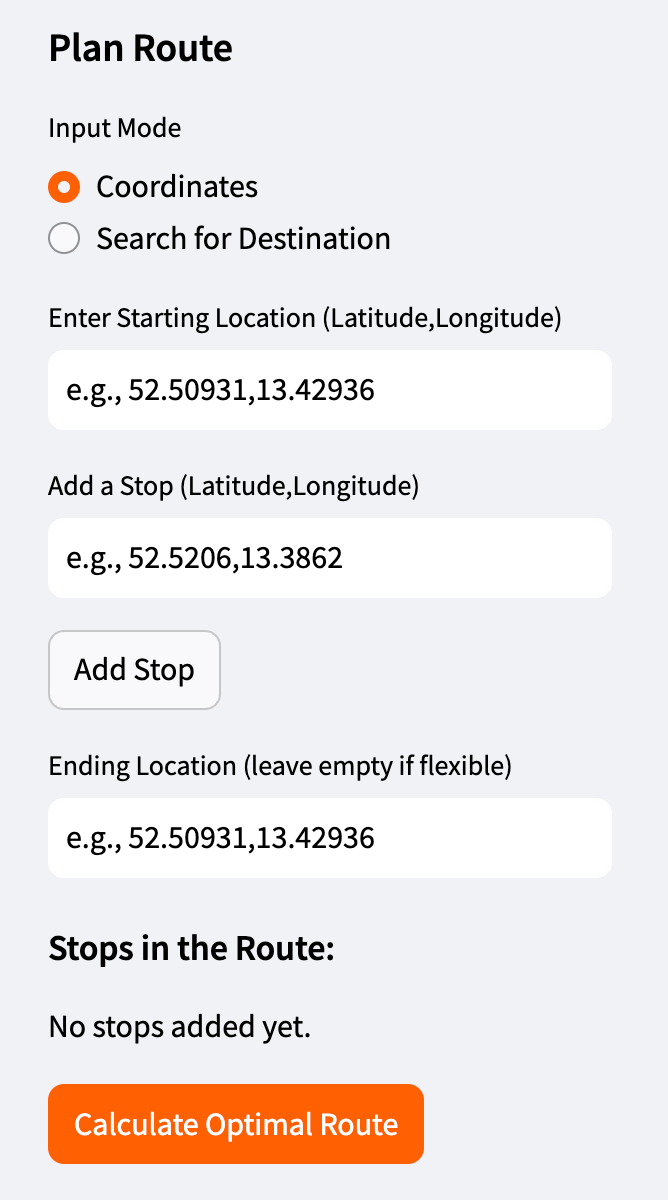 Plan Route
Input Mode
Coordinates
Search for Destination
Enter Starting Location (Latitude,Longitude)
e.g., 52.50931,13.42936
Add a Stop (Latitude,Longitude)
e.g., 52.5206,13.3862
Add Stop
Ending Location (leave empty if flexible)
e.g., 52.50931,13.42936
Stops in the Route:
No stops added yet.
Calculate Optimal Route